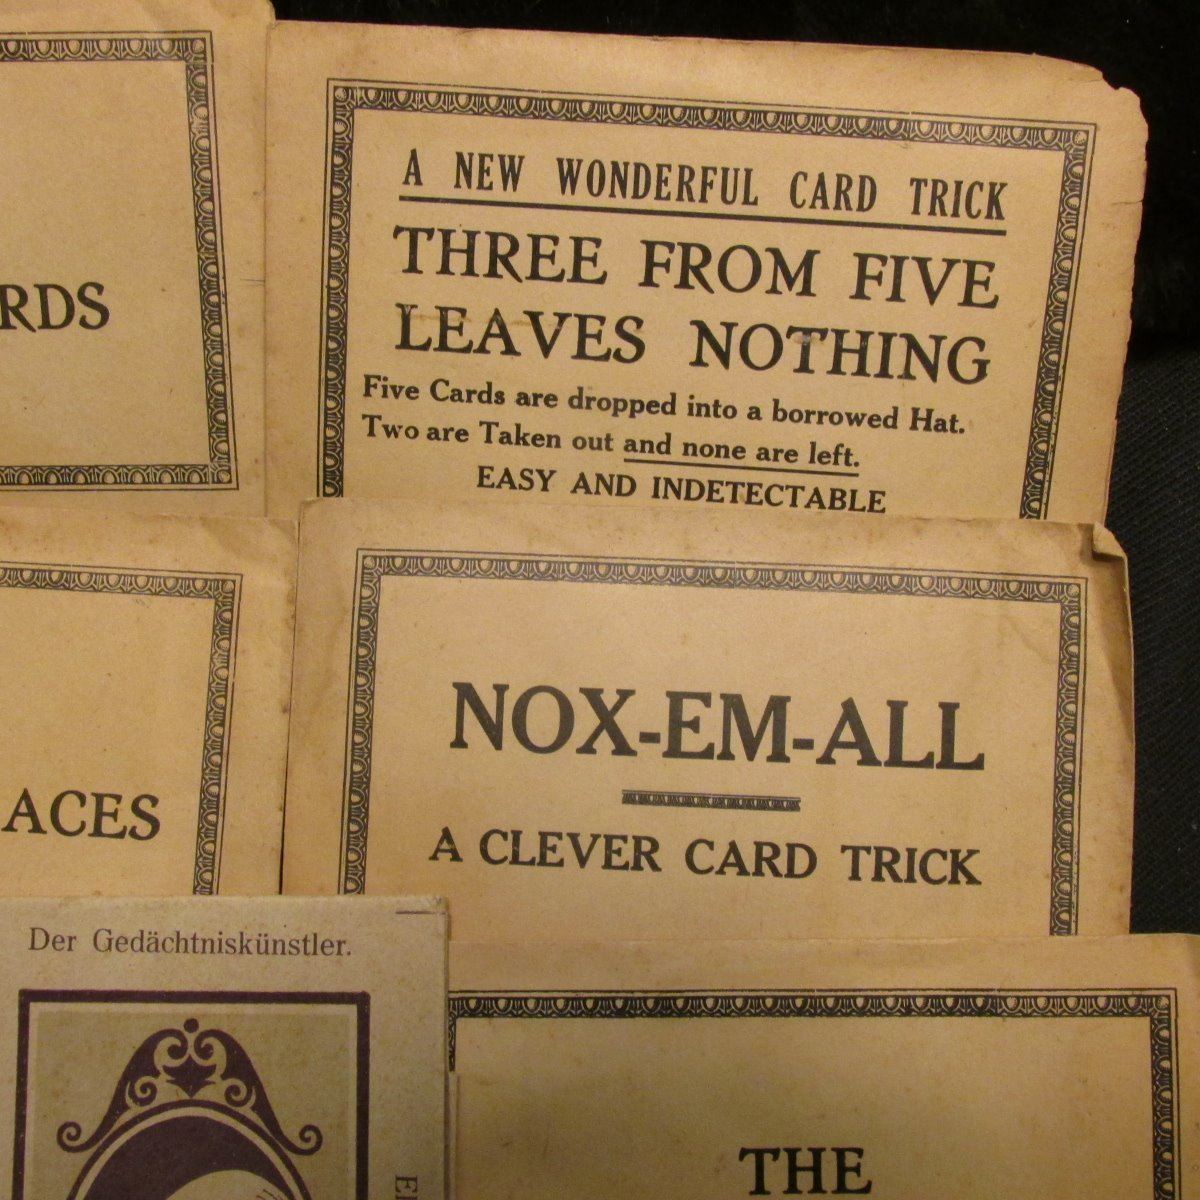 A NEW WONDERFUL CARD TRICK
THREE FROM FIVE
LEAVES NOTHING
Five Cards are dropped into a borrowed Hat.
Two are Taken out and none are left.
EASY AND INDETECTABLE
RDS
NOX-EM-ALL
A CLEVER CARD TRICK
ACES
Der Gedächtniskünstler.
THE